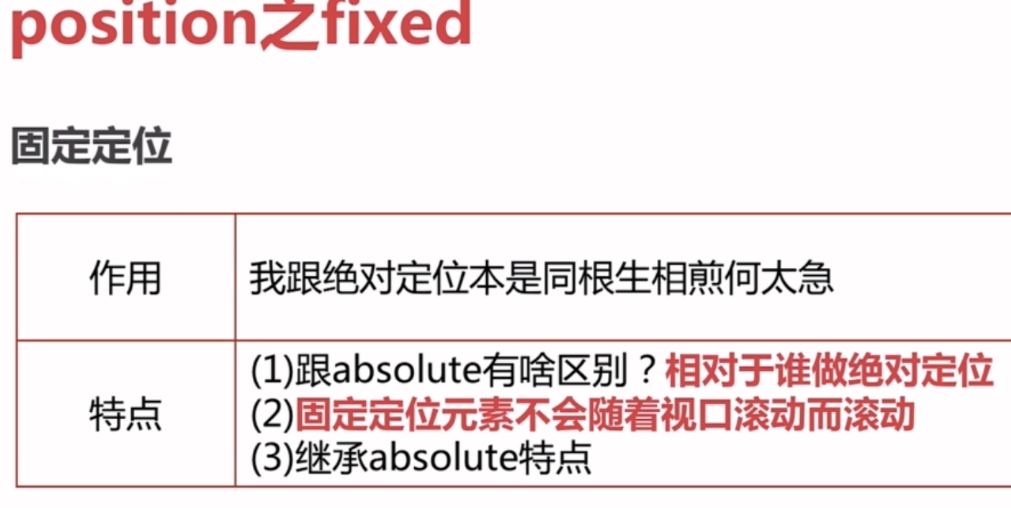 position之fixed
固定定位
作用
我跟绝对定位本是同根生相煎何太急
特点
(1)跟absolute有啥区别？相对于谁做绝对定位
(2)固定定位元素不会随着视口滚动而滚动
(3)继承absolute特点